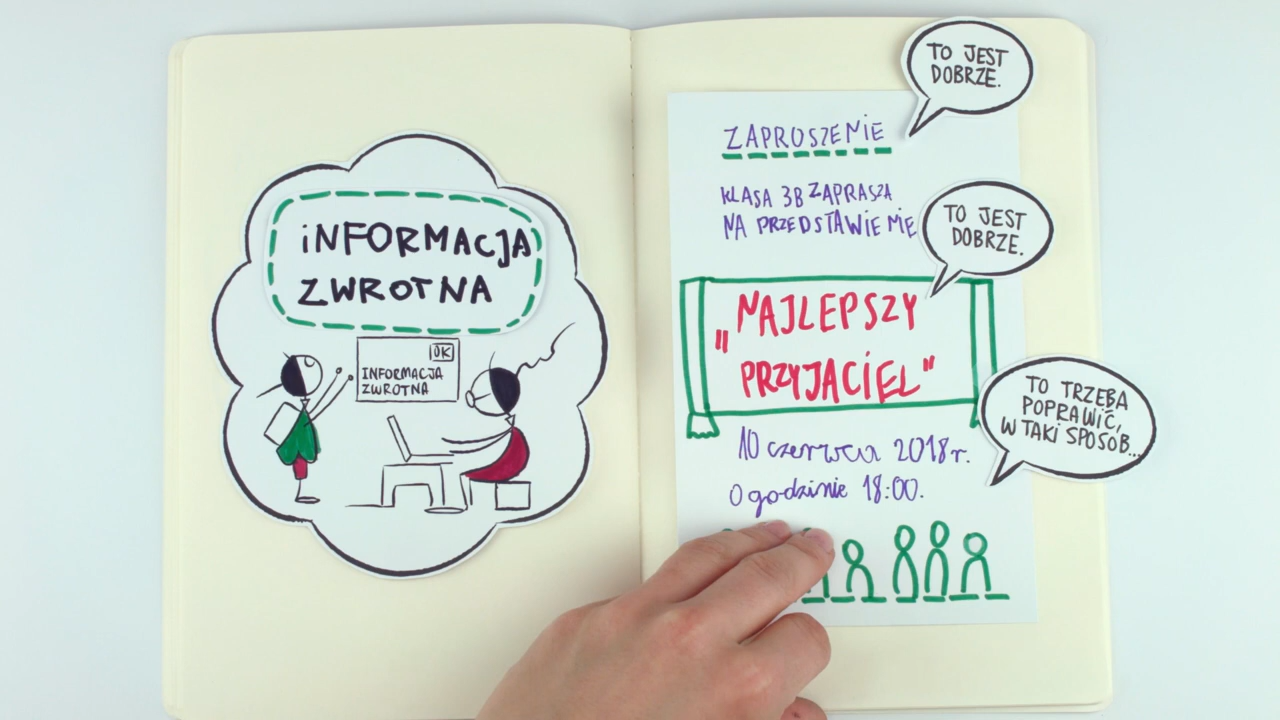 iNFORMACJA
ZWROTNA
OK
INFORMACJA
ZWROTNA
TO JEST
DOBRZE.
ZAPROSZENIE
KLASA 3B ZAPRASZA
NA PRZEDSTAWIENIE
TO JEST
DOBRZE.
"NAJLEPSZY
PRZYJACIEL"
TO TRZEBA
POPRAWIĆ,
W TAKI SPOSÓB...
10 czerwca 2018 r.
o godzinie 18:00.